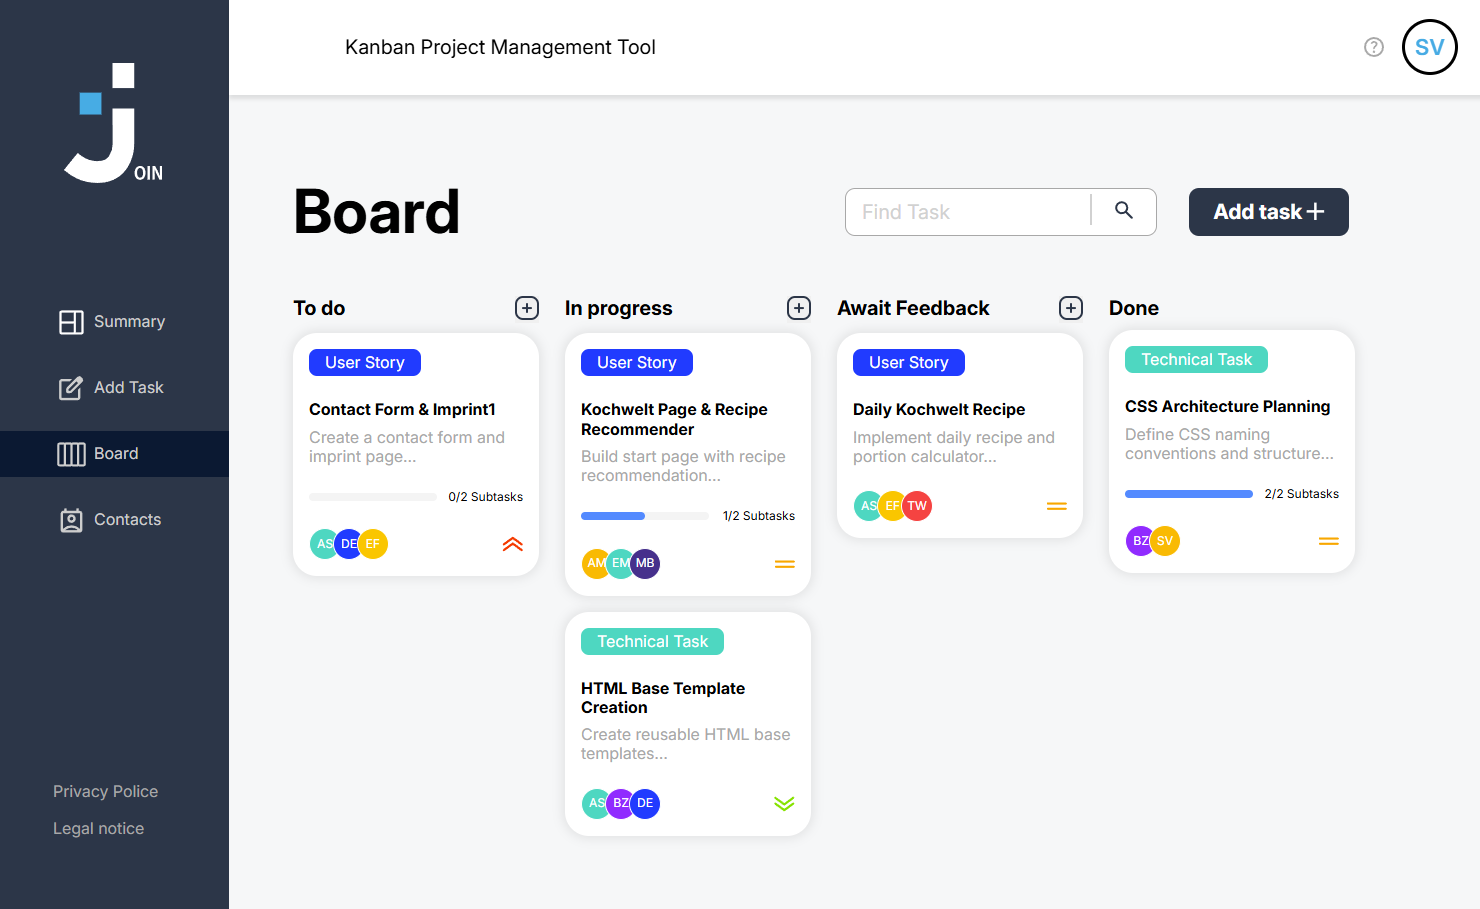 OIN
Summary
Add Task
Board
Contacts
Privacy Police
Legal notice
Kanban Project Management Tool
?
SV
Board
Find Task
Add task
To do
User Story
Contact Form & Imprint1
Create a contact form and
imprint page...
0/2 Subtasks
AS DE EF
In progress
User Story
Kochwelt Page & Recipe
Recommender
Build start page with recipe
recommendation...
1/2 Subtasks
AM EM MB
Technical Task
HTML Base Template
Creation
Create reusable HTML base
templates...
AS BZ DE
Await Feedback
User Story
Daily Kochwelt Recipe
Implement daily recipe and
portion calculator...
AS EF TW
Done
Technical Task
CSS Architecture Planning
Define CSS naming
conventions and structure...
2/2 Subtasks
BZ SV